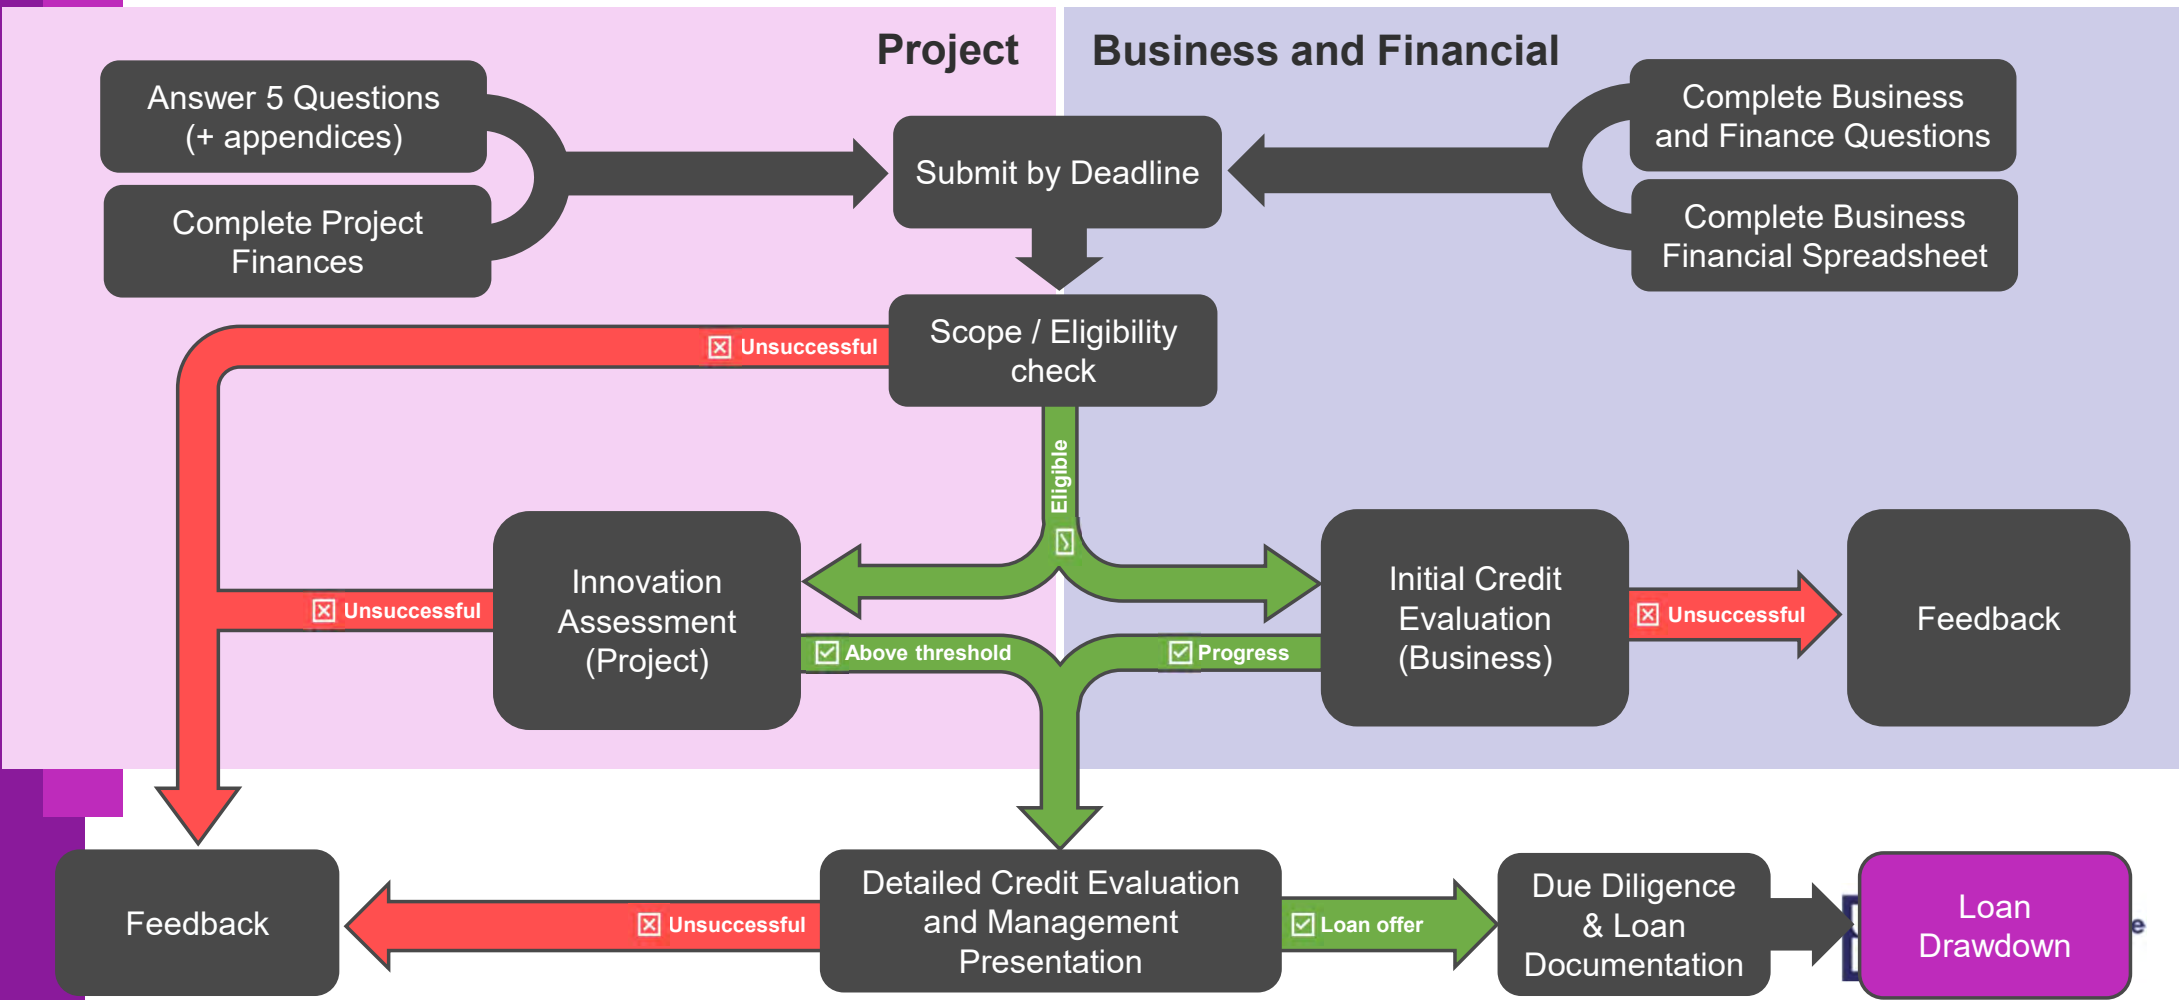 Project
Business and Financial
Answer 5 Questions
(+ appendices)
Complete Project
Finances
Submit by Deadline
Complete Business
and Finance Questions
Complete Business
Financial Spreadsheet
Scope / Eligibility
check
Unsuccessful
Eligible
Innovation
Assessment
(Project)
Unsuccessful
Above threshold
Initial Credit
Evaluation
(Business)
Progress
Unsuccessful
Feedback
Feedback
Unsuccessful
Detailed Credit Evaluation
and Management
Presentation
Loan offer
Due Diligence
& Loan
Documentation
Loan
Drawdown